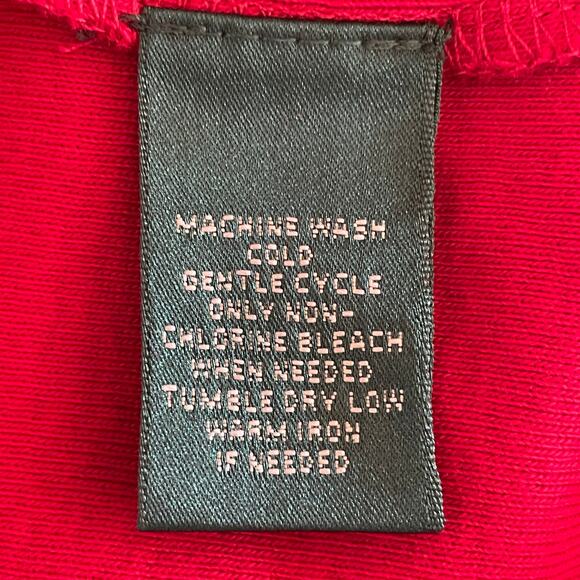 MACHINE WASH
COLD
GENTLE CYCLE
ONLY NON-
CHLORINE BLEACH
WHEN NEEDED
TUMBLE DRY LOW
WARM IRON
IF NEEDED